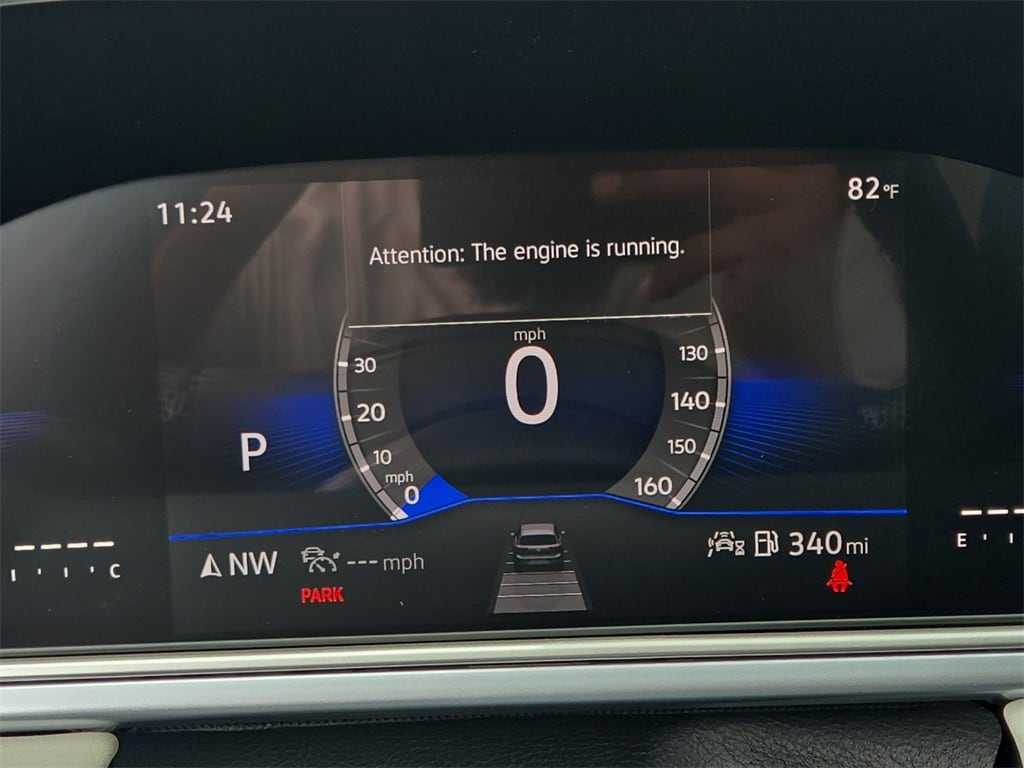 11:24
82°F
Attention: The engine is running.
mph
0
30
20
10
mph
0
130
140
150
160
P
NW
--- mph
PARK
340 mi
C
E